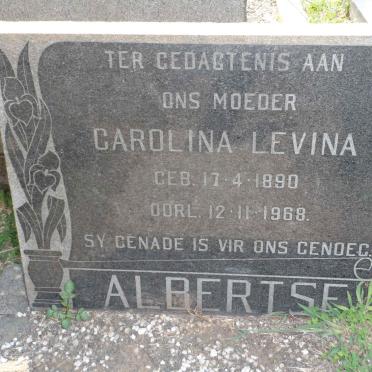 TER GEDAGTENIS AAN
ONS MOEDER
CAROLINA LEVINA
GEB. 17-4-1890
OORL. 12-11-1968.
SY GENADE IS VIR ONS GENOEG.
ALBERTSE